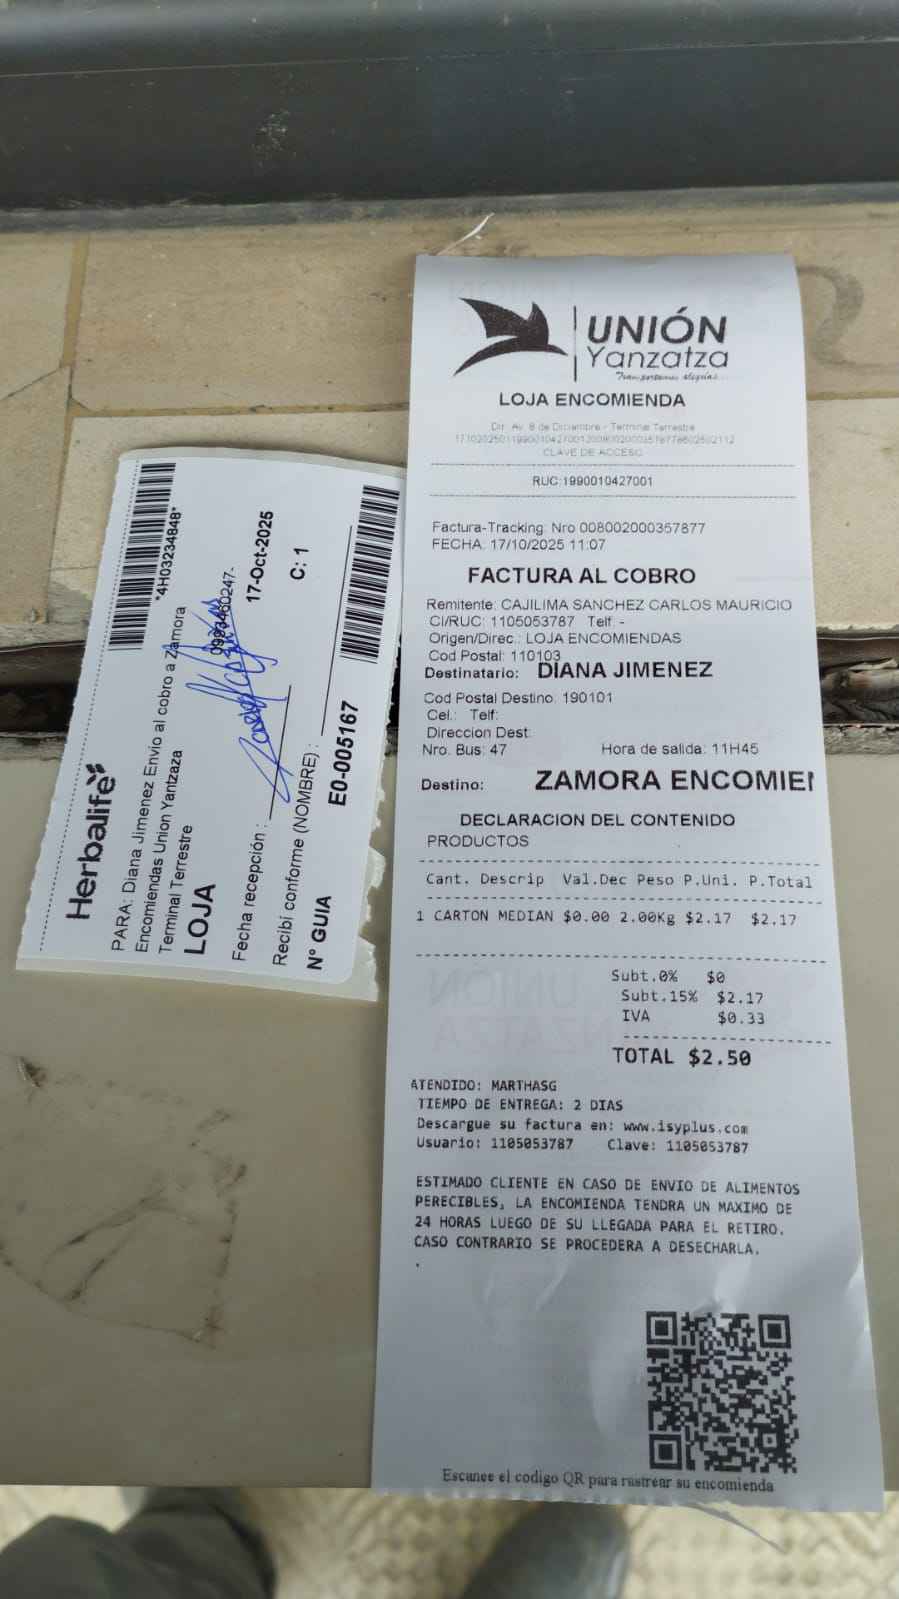 Herbalife
*4H03234848*
PARA: Diana Jimenez Envio al cobro a Zamora
Encomiendas Union Yantzaza
Terminal Terrestre
LOJA
Fecha recepción :
17-Oct-2025
Recibí conforme (NOMBRE) :
C: 1
N° GUIA
E0-005167
UNIÓN
Yanzatza
LOJA ENCOMIENDA
Dir. Av. 8 de Diciembre - Terminal Terrestre
CLAVE DE ACCESO
RUC:1990010427001
Factura-Tracking: Nro 008002000357877
FECHA: 17/10/2025 11:07
FACTURA AL COBRO
Remitente: CAJILIMA SANCHEZ CARLOS MAURICIO
CI/RUC: 1105053787 Telf: -
Origen/Direc.: LOJA ENCOMIENDAS
Cod Postal: 110103
Destinatario: DIANA JIMENEZ
Cod Postal Destino: 190101
Cel.: Telf:
Direccion Dest:
Nro. Bus: 47 Hora de salida: 11H45
Destino: ZAMORA ENCOMIEN
DECLARACION DEL CONTENIDO
PRODUCTOS
Cant. Descrip Val.Dec Peso P.Uni. P.Total
1 CARTON MEDIAN $0.00 2.00Kg $2.17 $2.17
Subt.0% $0
Subt.15% $2.17
IVA $0.33
TOTAL $2.50
ATENDIDO: MARTHASG
TIEMPO DE ENTREGA: 2 DIAS
Descargue su factura en: www.isyplus.com
Usuario: 1105053787 Clave: 1105053787
ESTIMADO CLIENTE EN CASO DE ENVIO DE ALIMENTOS
PERECIBLES, LA ENCOMIENDA TENDRA UN MAXIMO DE
24 HORAS LUEGO DE SU LLEGADA PARA EL RETIRO.
CASO CONTRARIO SE PROCEDERA A DESECHARLA.
.
Escanee el codigo QR para rastrear su encomienda